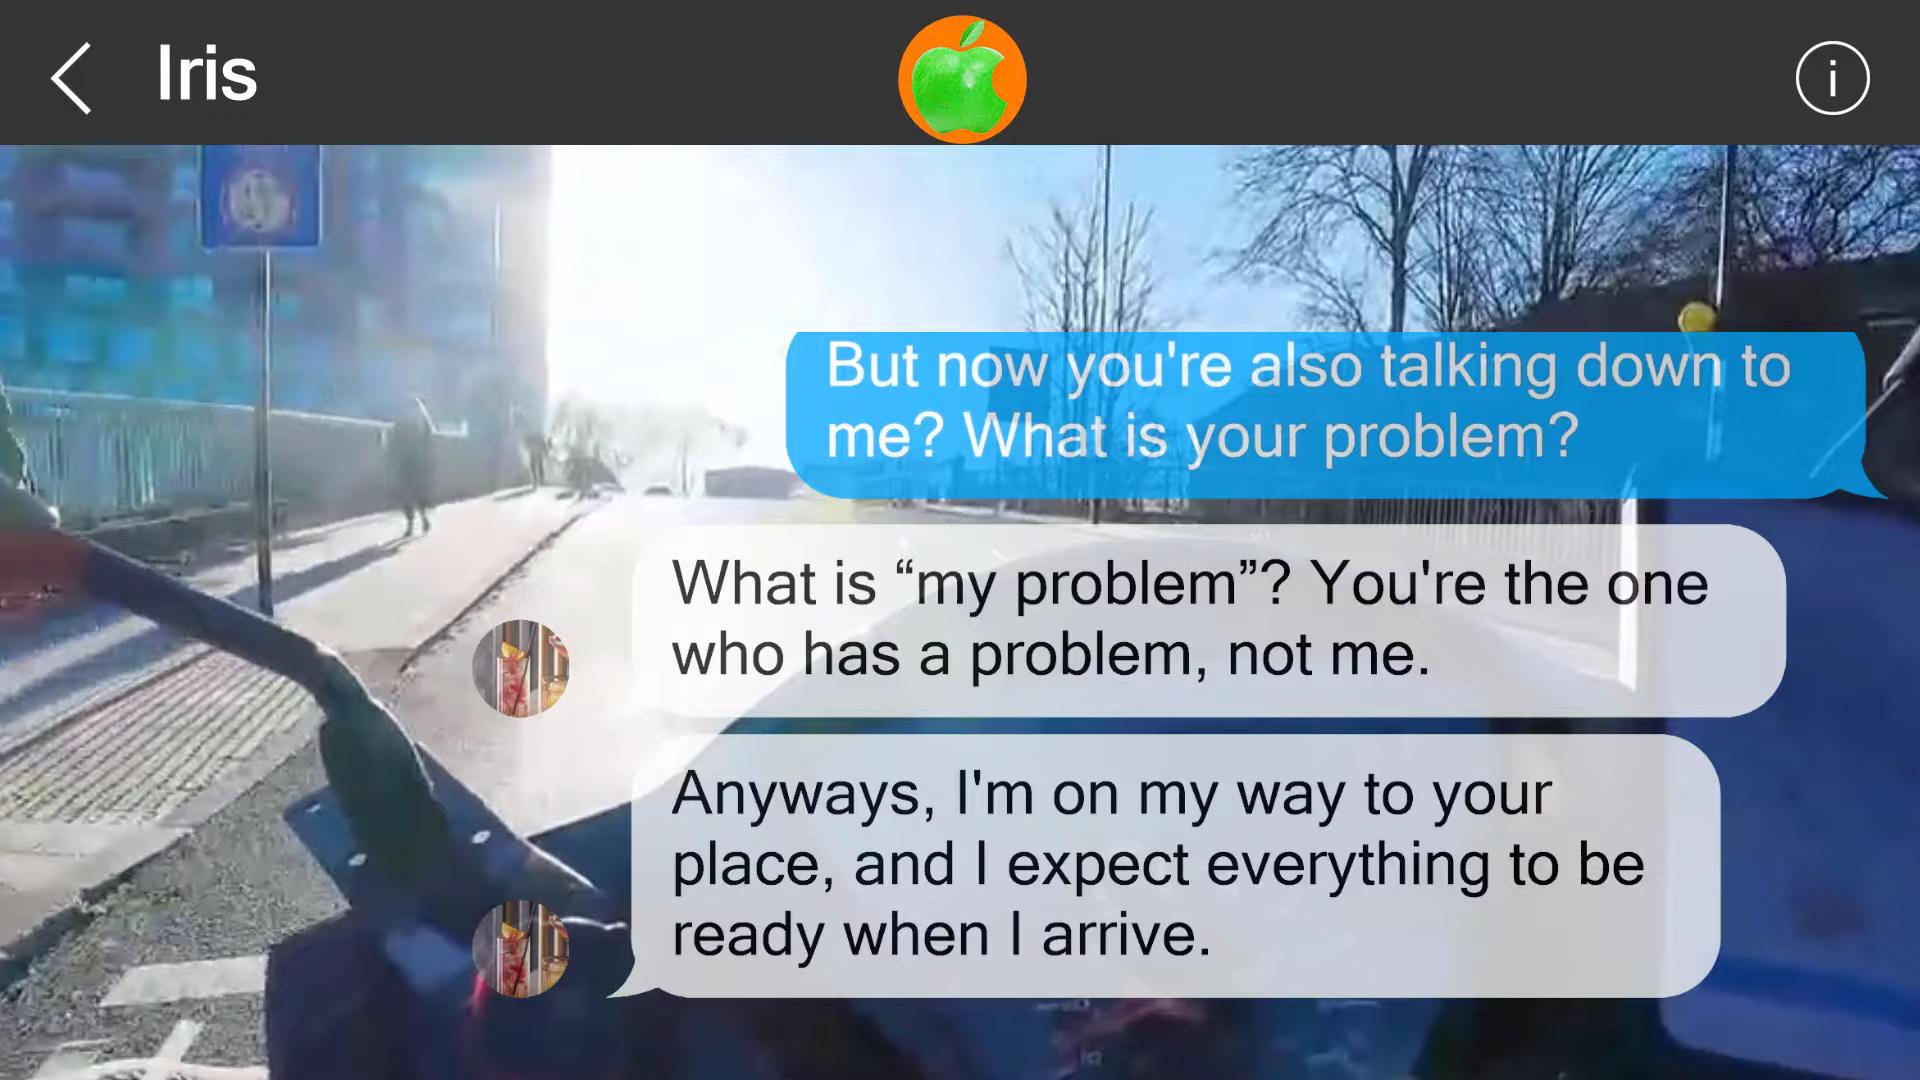 Iris
i
But now you're also talking down to
me? What is your problem?
What is “my problem”? You're the one
who has a problem, not me.
Anyways, I'm on my way to your
place, and I expect everything to be
ready when I arrive.